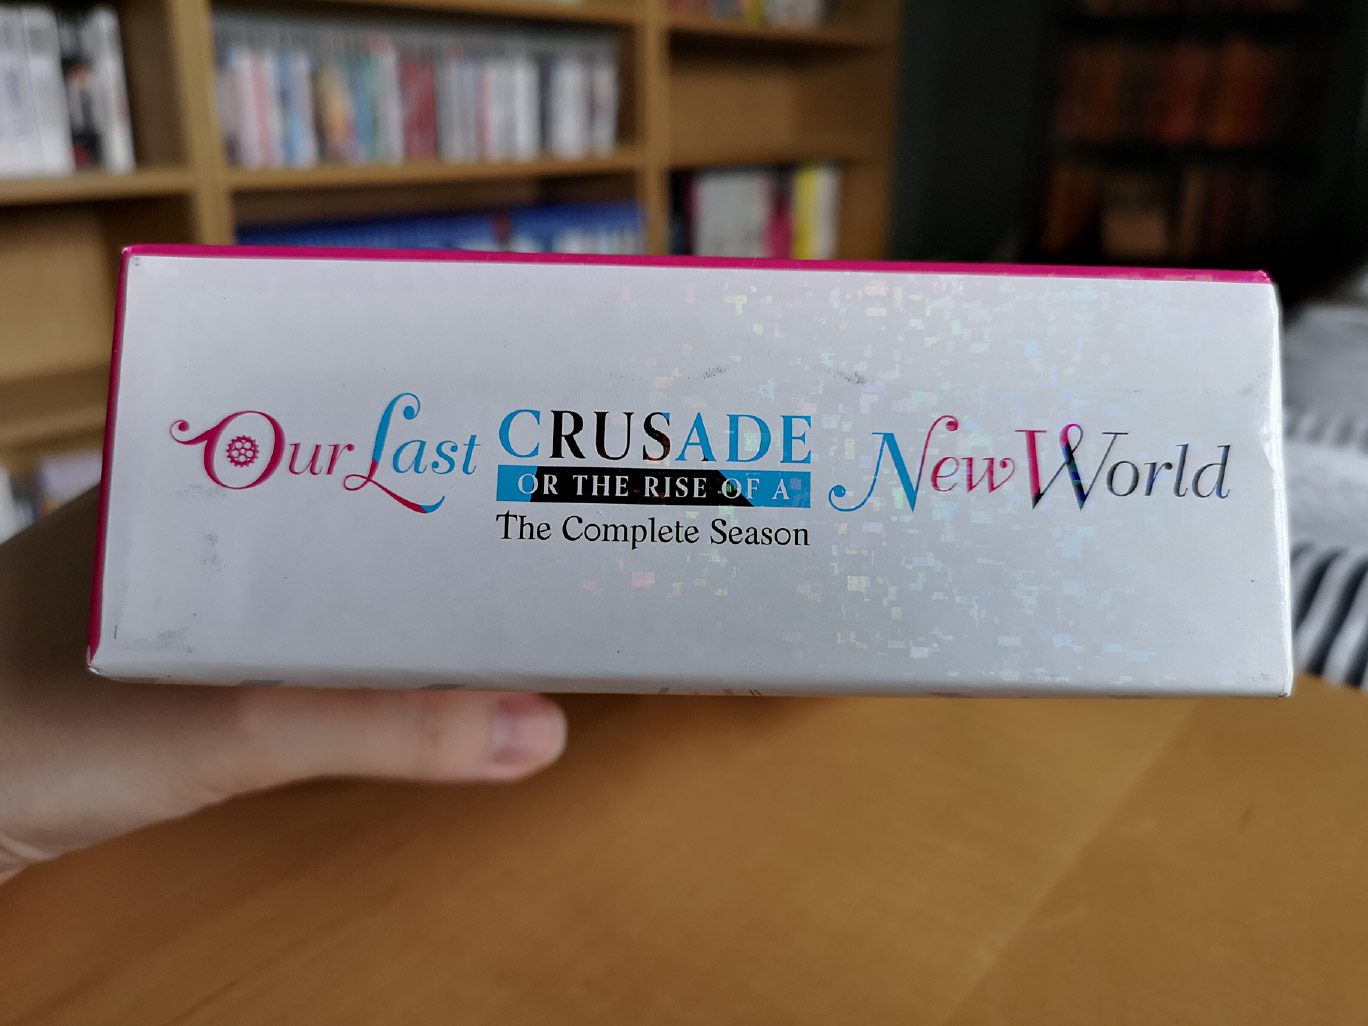 Our Last CRUSADE New World
OR THE RISE OF A
The Complete Season